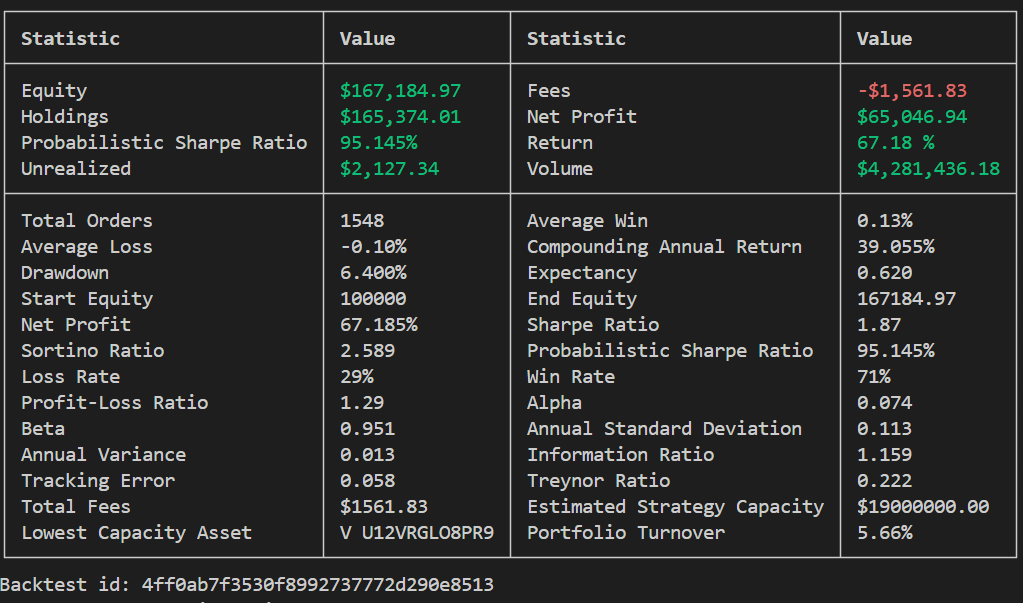 Statistic Value Statistic Value
Equity $167,184.97 Fees -$1,561.83
Holdings $165,374.01 Net Profit $65,046.94
Probabilistic Sharpe Ratio 95.145% Return 67.18 %
Unrealized $2,127.34 Volume $4,281,436.18
Total Orders 1548 Average Win 0.13%
Average Loss -0.10% Compounding Annual Return 39.055%
Drawdown 6.400% Expectancy 0.620
Start Equity 100000 End Equity 167184.97
Net Profit 67.185% Sharpe Ratio 1.87
Sortino Ratio 2.589 Probabilistic Sharpe Ratio 95.145%
Loss Rate 29% Win Rate 71%
Profit-Loss Ratio 1.29 Alpha 0.074
Beta 0.951 Annual Standard Deviation 0.113
Annual Variance 0.013 Information Ratio 1.159
Tracking Error 0.058 Treynor Ratio 0.222
Total Fees $1561.83 Estimated Strategy Capacity $19000000.00
Lowest Capacity Asset V U12VRGLO8PR9 Portfolio Turnover 5.66%
Backtest id: 4ff0ab7f3530f8992737772d290e8513